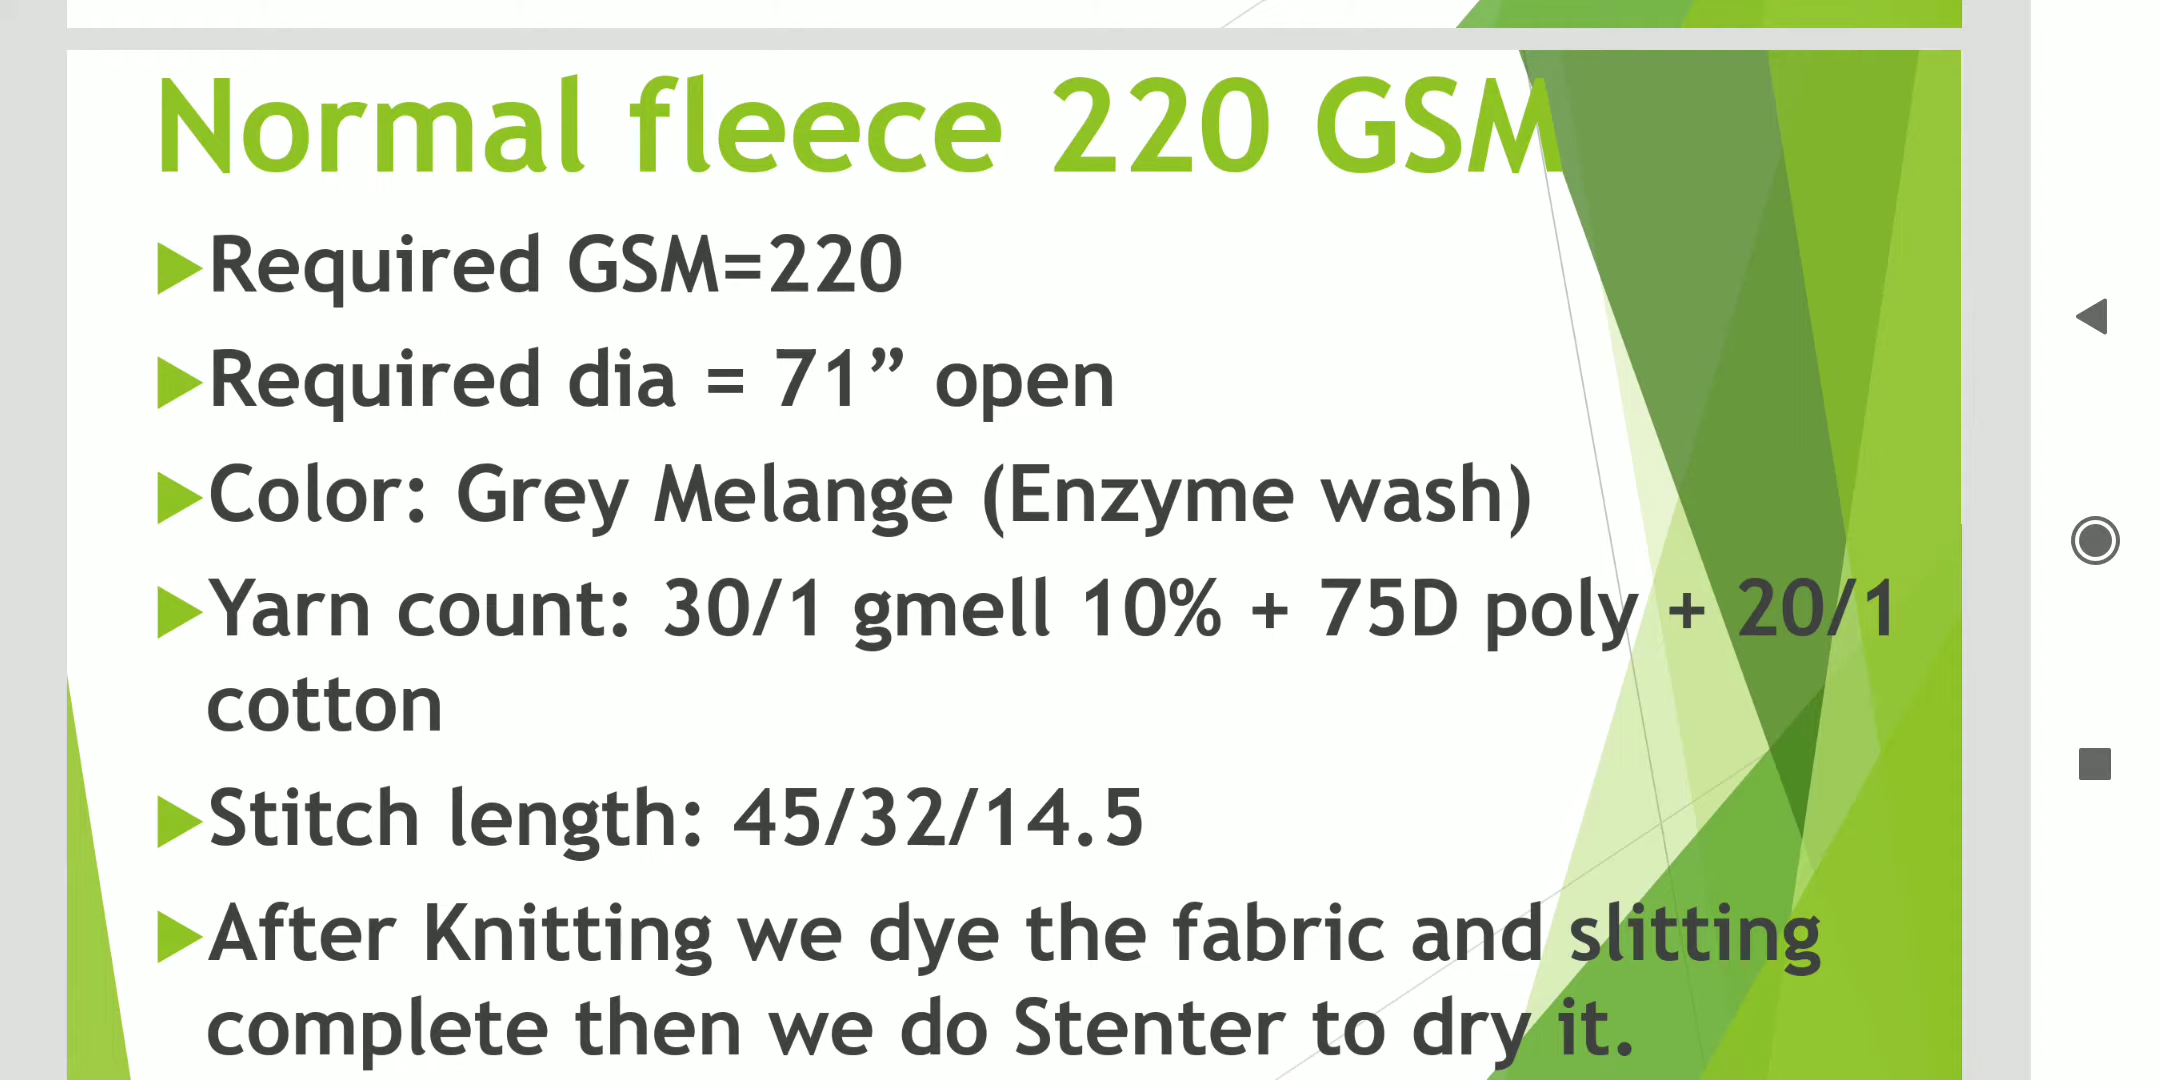 Normal fleece 220 GSM
Required GSM=220
Required dia = 71” open
Color: Grey Melange (Enzyme wash)
Yarn count: 30/1 gmell 10% + 75D poly + 20/1
cotton
Stitch length: 45/32/14.5
After Knitting we dye the fabric and slitting
complete then we do Stenter to dry it.